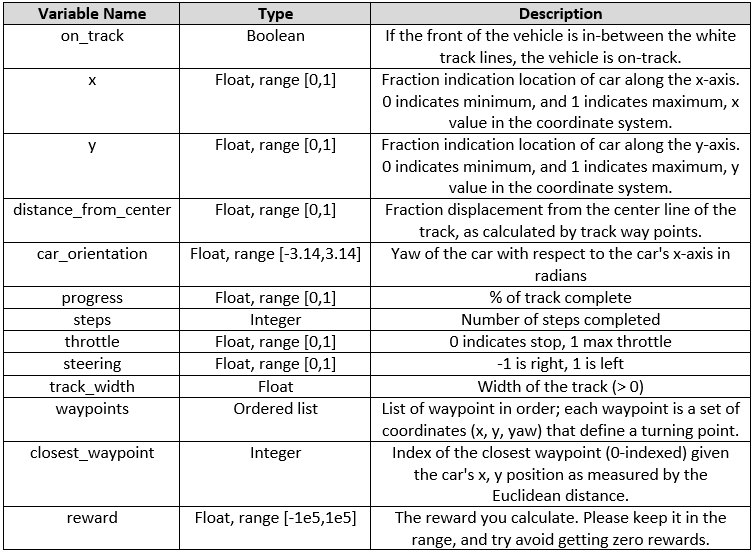 Variable Name Type Description
on_track Boolean If the front of the vehicle is in-between the white
track lines, the vehicle is on-track.
x Float, range [0,1] Fraction indication location of car along the x-axis.
0 indicates minimum, and 1 indicates maximum, x
value in the coordinate system.
y Float, range [0,1] Fraction indication location of car along the y-axis.
0 indicates minimum, and 1 indicates maximum, y
value in the coordinate system.
distance_from_center Float, range [0,1] Fraction displacement from the center line of the
track, as calculated by track way points.
car_orientation Float, range [-3.14,3.14] Yaw of the car with respect to the car's x-axis in
radians
progress Float, range [0,1] % of track complete
steps Integer Number of steps completed
throttle Float, range [0,1] 0 indicates stop, 1 max throttle
steering Float, range [0,1] -1 is right, 1 is left
track_width Float Width of the track (> 0)
waypoints Ordered list List of waypoint in order; each waypoint is a set of
coordinates (x, y, yaw) that define a turning point.
closest_waypoint Integer Index of the closest waypoint (0-indexed) given
the car's x, y position as measured by the
Euclidean distance.
reward Float, range [-1e5,1e5] The reward you calculate. Please keep it in the
range, and try avoid getting zero rewards.